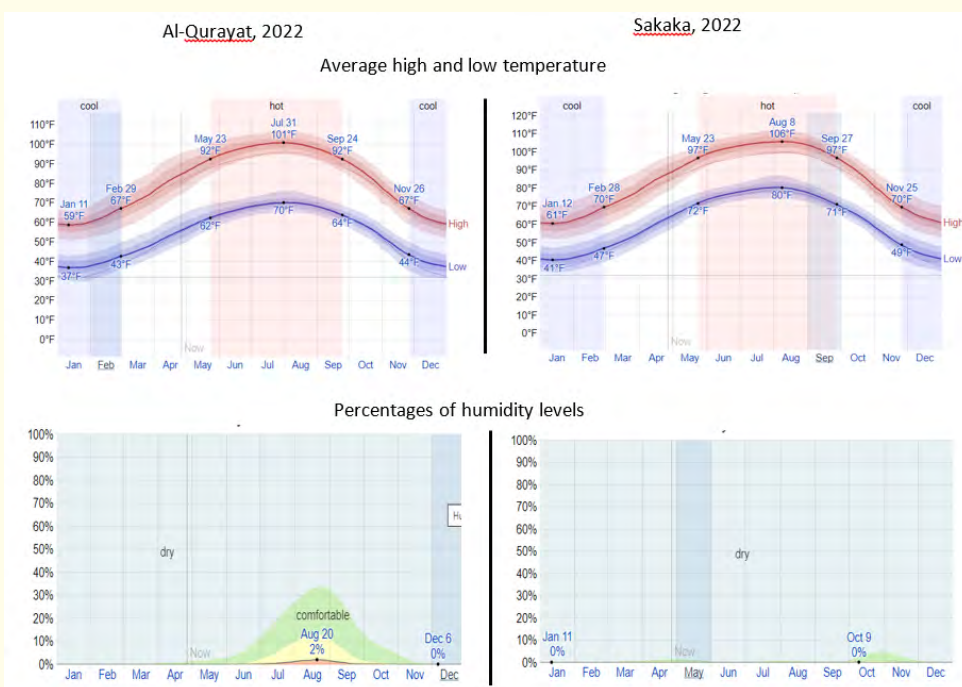 Al-Qurayat, 2022
Sakaka, 2022
Average high and low temperature
cool
hot
cool
110°F
100°F
90°F
80°F
70°F
60°F
50°F
40°F
30°F
20°F
10°F
0°F
Jan 11
59°F
Feb 29
67°F
May 23
92°F
Jul 31
101°F
Sep 24
92°F
Nov 26
67°F
High
37°F
43°F
62°F
70°F
64°F
44°F
Low
Now
Jan Feb Mar Apr May Jun Jul Aug Sep Oct Nov Dec
cool
hot
cool
120°F
110°F
100°F
90°F
80°F
70°F
60°F
50°F
40°F
30°F
20°F
10°F
0°F
Jan 12
61°F
Feb 28
70°F
May 23
97°F
Aug 8
106°F
Sep 27
97°F
Nov 25
70°F
High
41°F
47°F
72°F
80°F
71°F
49°F
Low
Now
Jan Feb Mar Apr May Jun Jul Aug Sep Oct Nov Dec
Percentages of humidity levels
100%
90%
80%
70%
60%
50%
40%
30%
20%
10%
0%
dry
comfortable
Aug 20
2%
Dec 6
0%
Now
Jan Feb Mar Apr May Jun Jul Aug Sep Oct Nov Dec
100%
90%
80%
70%
60%
50%
40%
30%
20%
10%
0%
dry
Jan 11
0%
Oct 9
0%
Now
Jan Feb Mar Apr May Jun Jul Aug Sep Oct Nov Dec